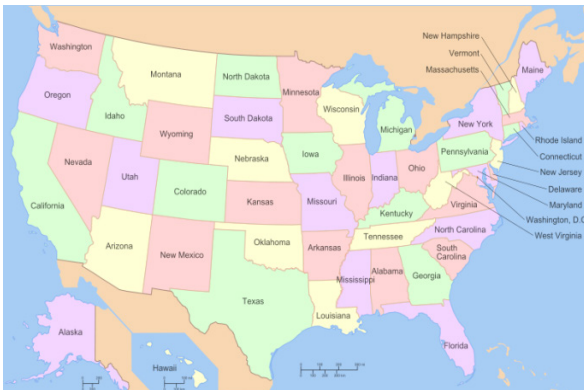 New Hampshire
Vermont
Massachusetts
Washington
Montana
North Dakota
Minnesota
Maine
Oregon
Idaho
Wisconsin
South Dakota
Michigan
New York
Wyoming
Rhode Island
Connecticut
Pennsylvania
Iowa
Nebraska
New Jersey
Nevada
Utah
Illinois
Indiana
Ohio
Delaware
Colorado
Maryland
California
Kansas
Missouri
Virginia
Kentucky
Washington, D.C
North Carolina
West Virginia
Tennessee
Arizona
Oklahoma
Arkansas
New Mexico
South
Carolina
Mississippi
Alabama
Georgia
Texas
Louisiana
Alaska
Florida
Hawaii